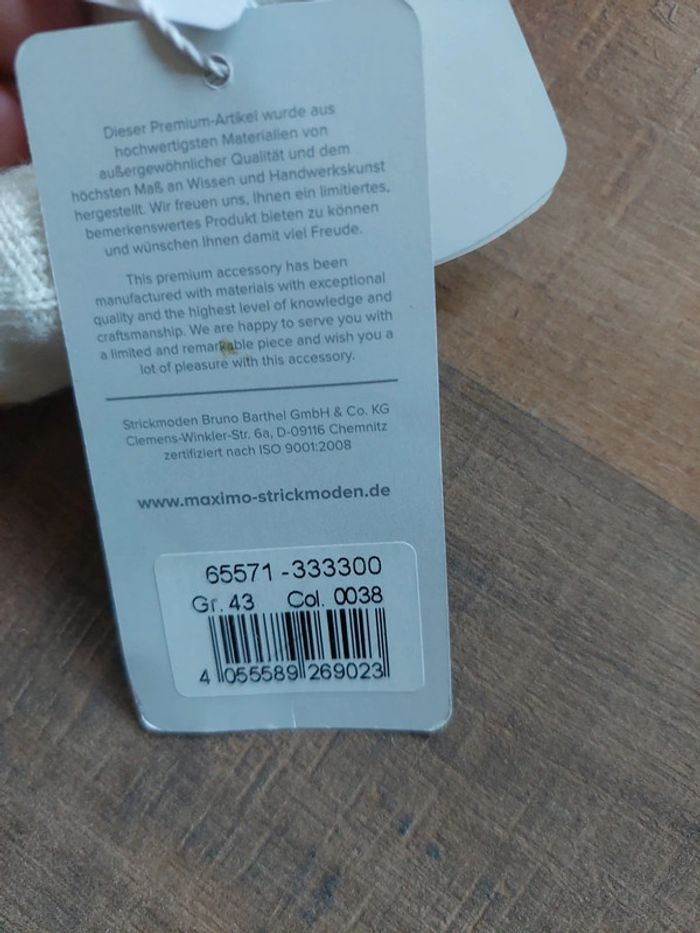 Dieser Premium-Artikel wurde aus
hochwertigsten Materialien von
außergewöhnlicher Qualität und dem
höchsten Maß an Wissen und Handwerkskunst
hergestellt. Wir freuen uns, Ihnen ein limitiertes,
bemerkenswertes Produkt bieten zu können
und wünschen Ihnen damit viel Freude.
This premium accessory has been
manufactured with materials with exceptional
quality and the highest level of knowledge and
craftsmanship. We are happy to serve you with
a limited and remarkable piece and wish you a
lot of pleasure with this accessory.
Strickmoden Bruno Barthel GmbH & Co. KG
Clemens-Winkler-Str. 6a, D-09116 Chemnitz
zertifiziert nach ISO 9001:2008
www.maximo-strickmoden.de
65571-333300
Gr. 43 Col. 0038
4 055589 269023